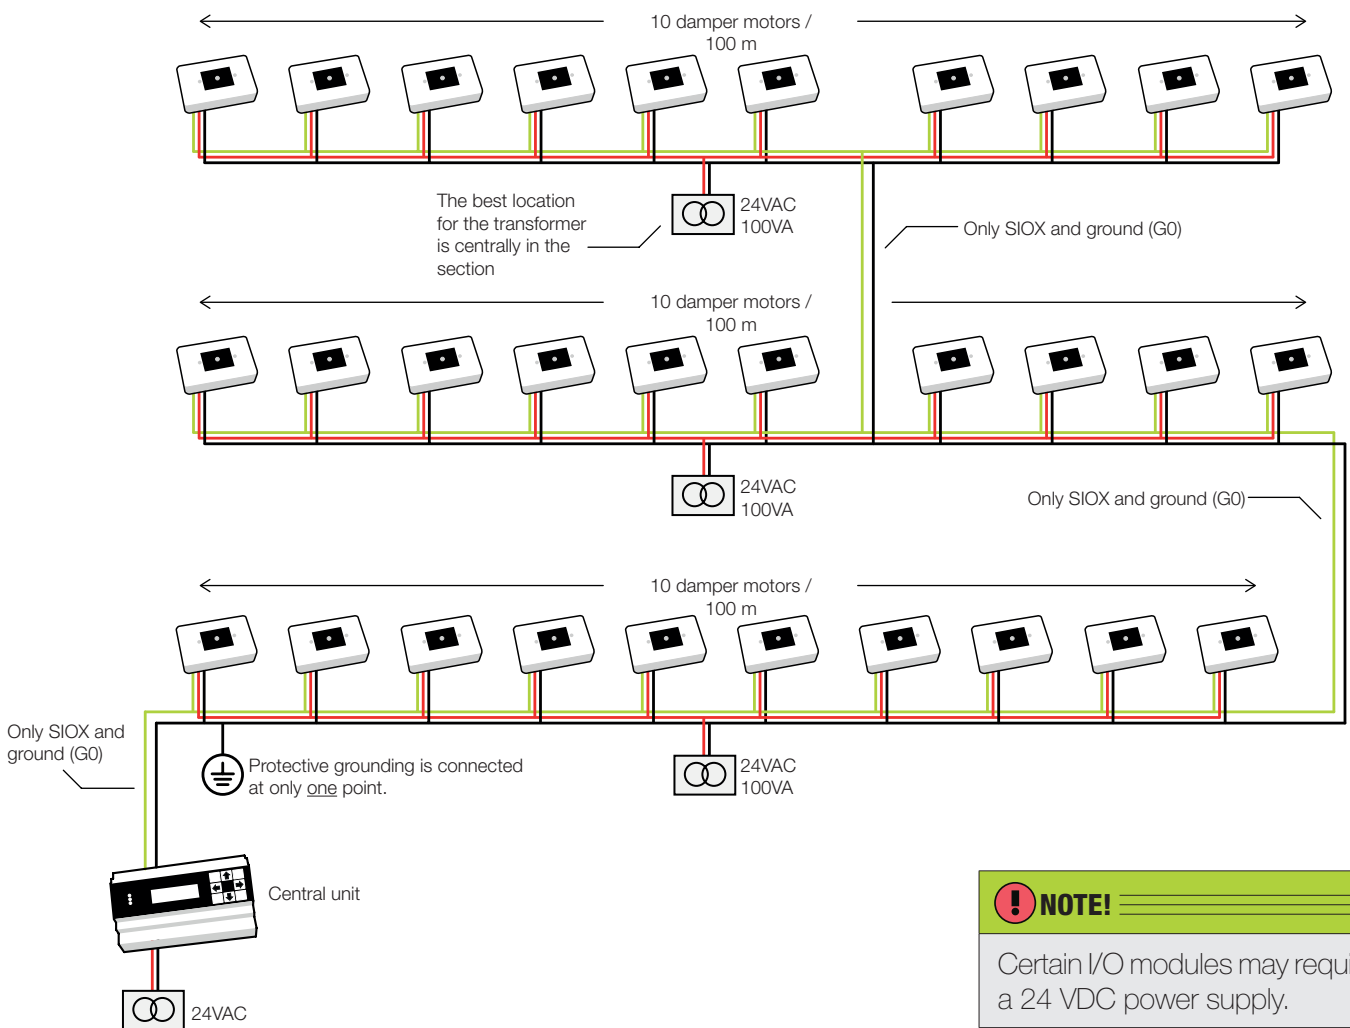 10 damper motors /
100 m
The best location
for the transformer
is centrally in the
section
24VAC
100VA
Only SIOX and ground (G0)
10 damper motors /
100 m
24VAC
100VA
Only SIOX and ground (G0)
10 damper motors /
100 m
Only SIOX and
ground (G0)
Protective grounding is connected
at only one point.
24VAC
100VA
Central unit
24VAC
NOTE!
Certain I/O modules may requi
a 24 VDC power supply.